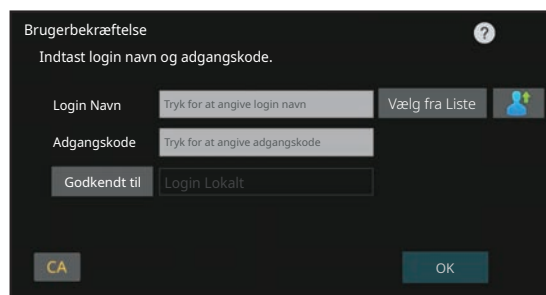 Brugerbekræftelse
?
Indtast login navn og adgangskode.
Login Navn Tryk for at angive login navn Vælg fra Liste
Adgangskode Tryk for at angive adgangskode
Godkendt til Login Lokalt
CA OK